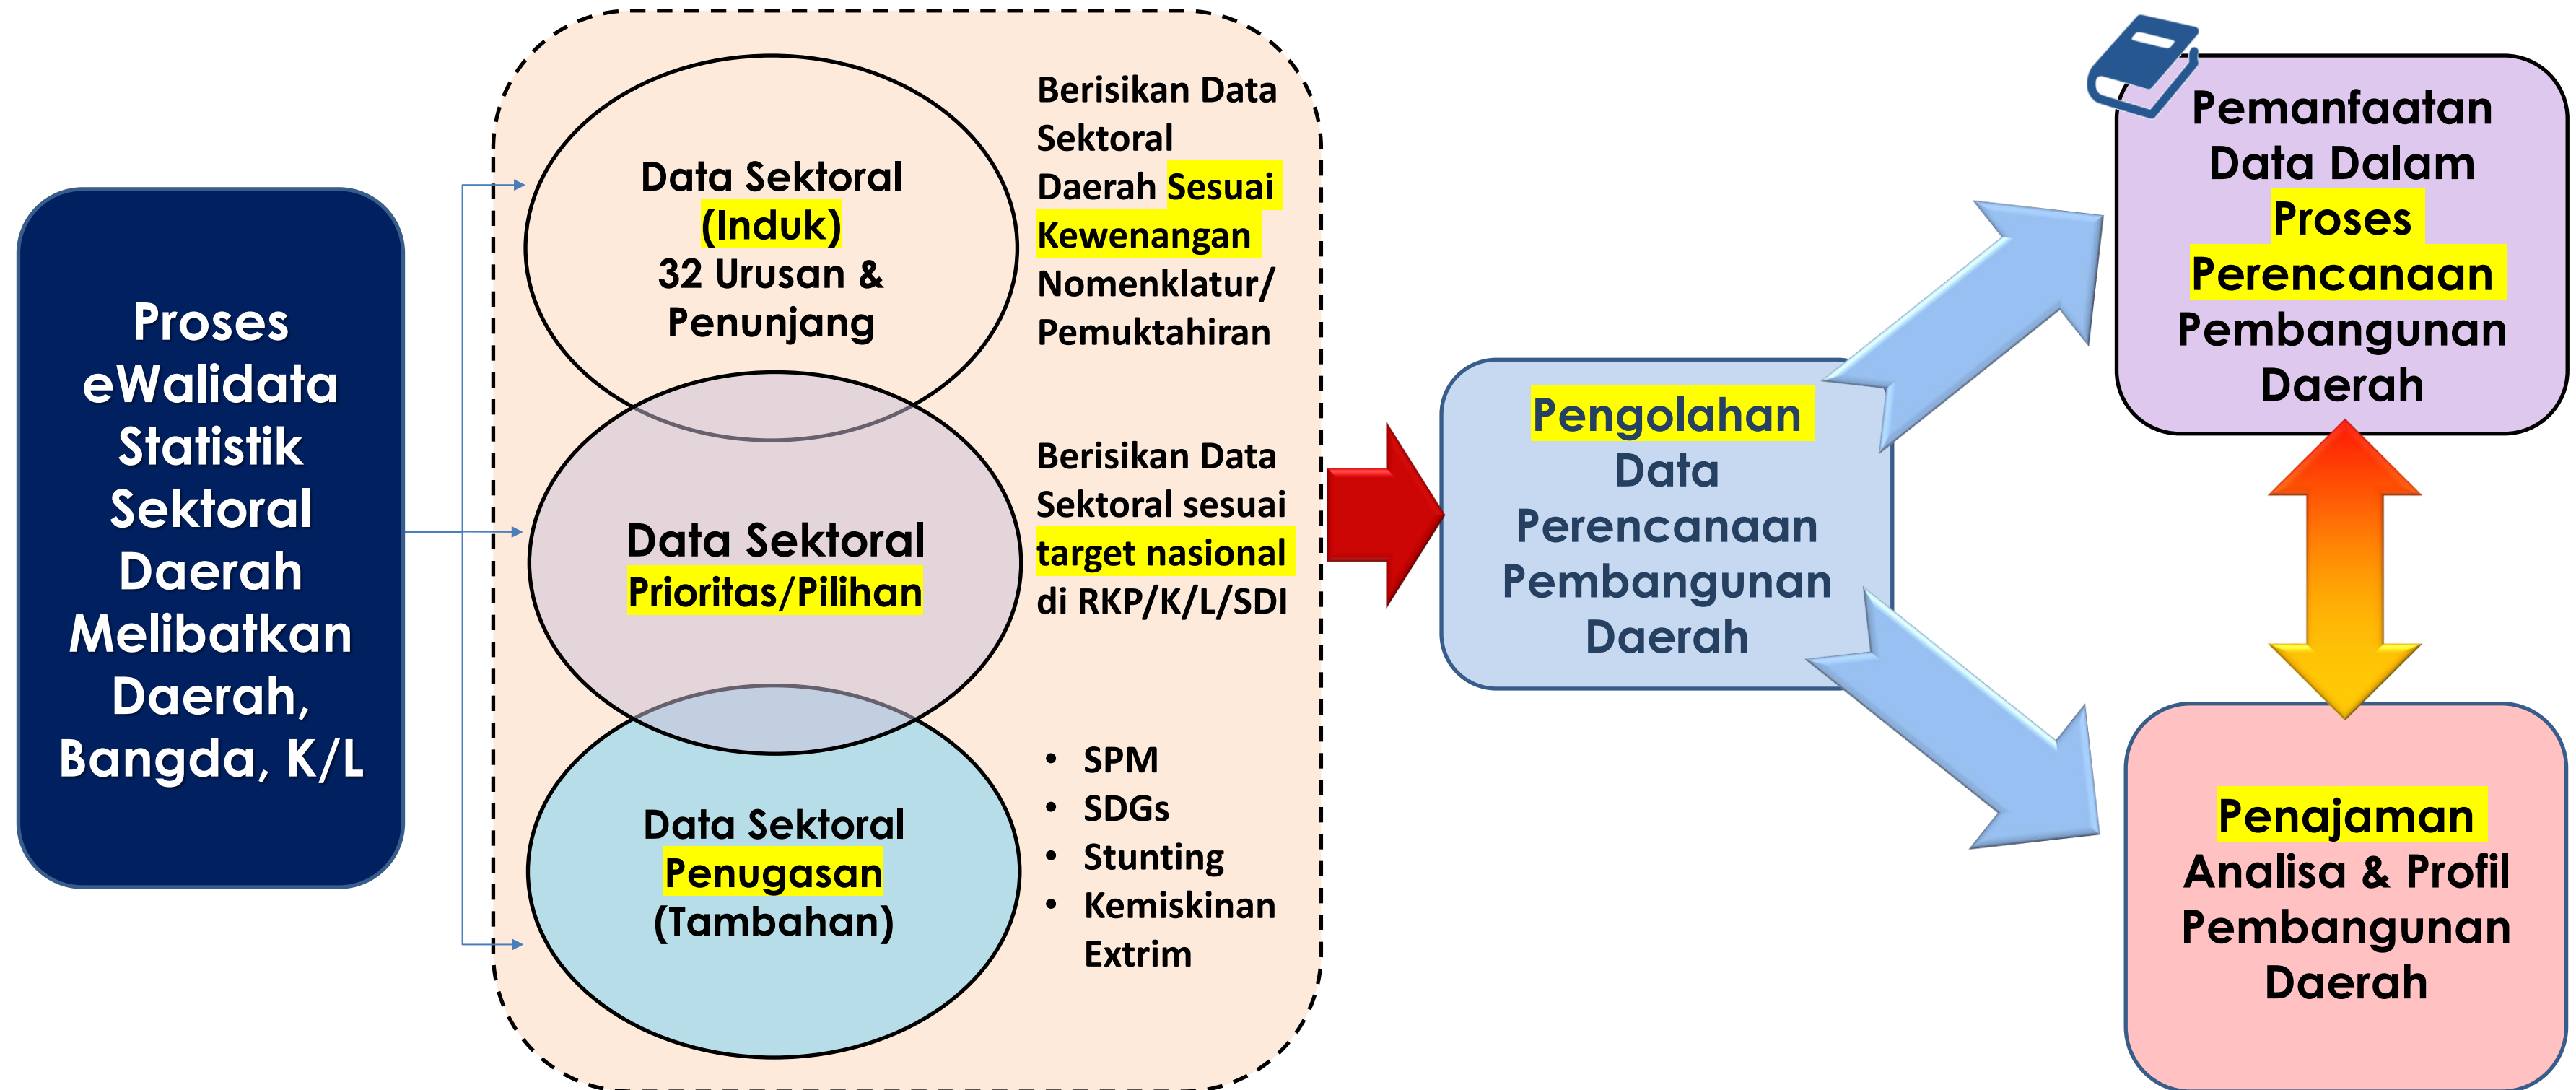 Proses
eWalidata
Statistik
Sektoral
Daerah
Melibatkan
Daerah,
Bangda, K/L
Data Sektoral
(Induk)
32 Urusan &
Penunjang
Berisikan Data
Sektoral
Daerah Sesuai
Kewenangan
Nomenklatur/
Pemuktahiran
Data Sektoral
Prioritas/Pilihan
Berisikan Data
Sektoral sesuai
target nasional
di RKP/K/L/SDI
Data Sektoral
Penugasan
(Tambahan)
• SPM
• SDGs
• Stunting
• Kemiskinan
Extrim
Pengolahan
Data
Perencanaan
Pembangunan
Daerah
Pemanfaatan
Data Dalam
Proses
Perencanaan
Pembangunan
Daerah
Penajaman
Analisa & Profil
Pembangunan
Daerah